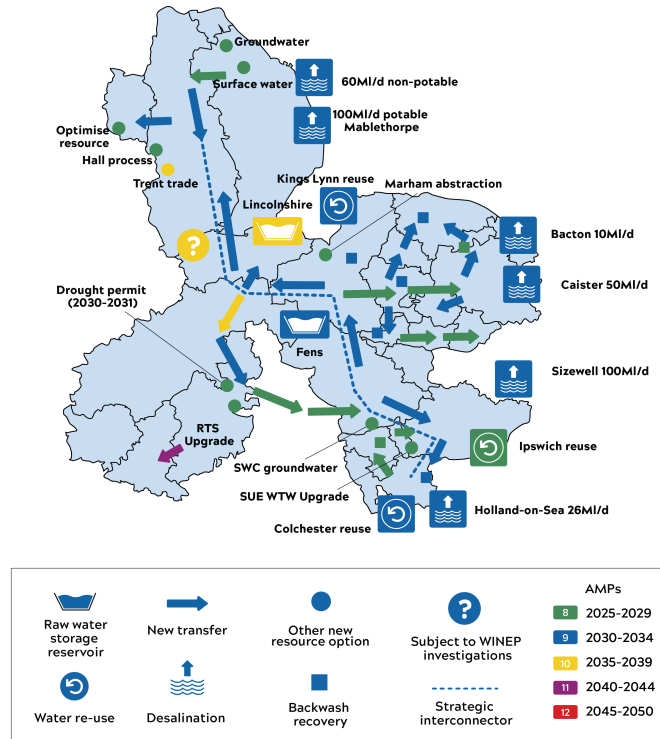 Groundwater
Surface water
60Ml/d non-potable
100Ml/d potable
Mablethorpe
Optimise
resource
Hall process
Trent trade
Kings Lynn reuse
Marham abstraction
Lincolnshire
?
Bacton 10Ml/d
Caister 50Ml/d
Drought permit
(2030-2031)
Fens
Sizewell 100Ml/d
RTS
Upgrade
Ipswich reuse
SWC groundwater
SUE WTW Upgrade
Holland-on-Sea 26Ml/d
Colchester reuse
Raw water
storage
reservoir
New transfer
Other new
resource option
?
Subject to WINEP
investigations
Water re-use
Desalination
Backwash
recovery
Strategic
interconnector
AMPs
8 2025-2029
9 2030-2034
10 2035-2039
11 2040-2044
12 2045-2050